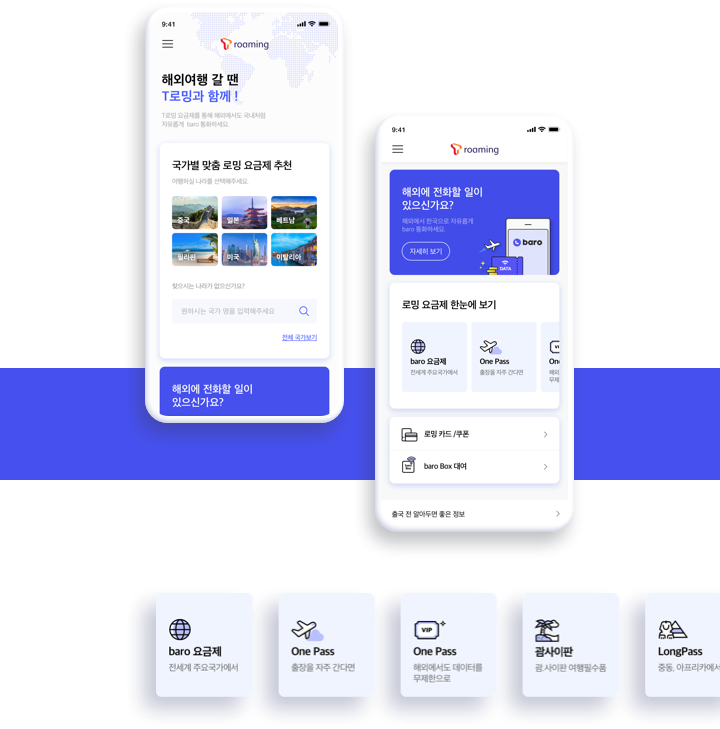 9:41
roaming
해외여행 갈 땐
T로밍과 함께 !
T로밍 요금제를 통해 해외에서도 국내처럼
자유롭게 baro 통화하세요.
국가별 맞춤 로밍 요금제 추천
여행하실 나라를 선택해주세요.
중국
일본
베트남
필리핀
미국
이탈리아
찾으시는 나라가 없으신가요?
원하시는 국가 명을 입력해주세요
전체 국가보기
해외에 전화할 일이
있으신가요?
9:41
roaming
해외에 전화할 일이
있으신가요?
해외에서 한국으로 자유롭게
baro 통화하세요.
자세히 보기
baro
DATA
로밍 요금제 한눈에 보기
baro 요금제
전세계 주요국가에서
One Pass
출장을 자주 간다면
VI
One
해외
무제
로밍 카드 /쿠폰
baro Box 대여
출국 전 알아두면 좋은 정보
baro 요금제
전세계 주요국가에서
One Pass
출장을 자주 간다면
VIP
One Pass
해외에서도 데이터를
무제한으로
괌사이판
괌.사이판 여행필수품
LongPass
중동, 아프리카에서